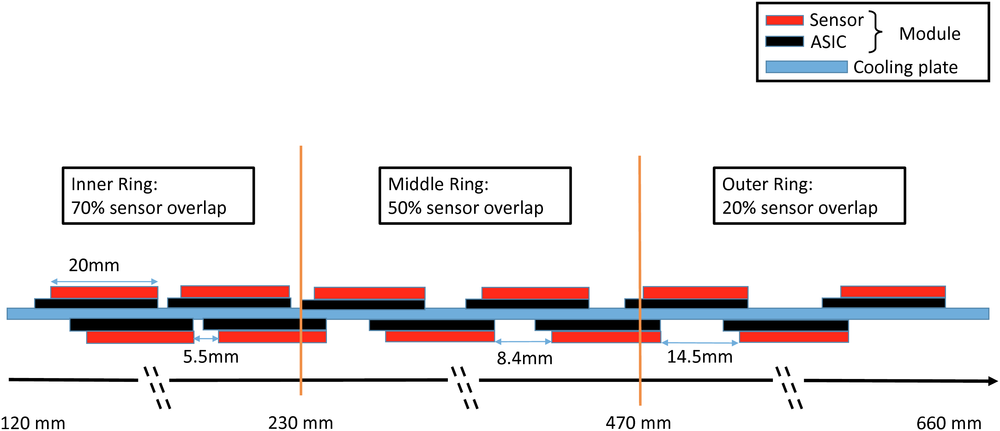 Sensor
ASIC
Module
Cooling plate
Inner Ring:
70% sensor overlap
Middle Ring:
50% sensor overlap
Outer Ring:
20% sensor overlap
20mm
5.5mm
8.4mm
14.5mm
120 mm
230 mm
470 mm
660 mm